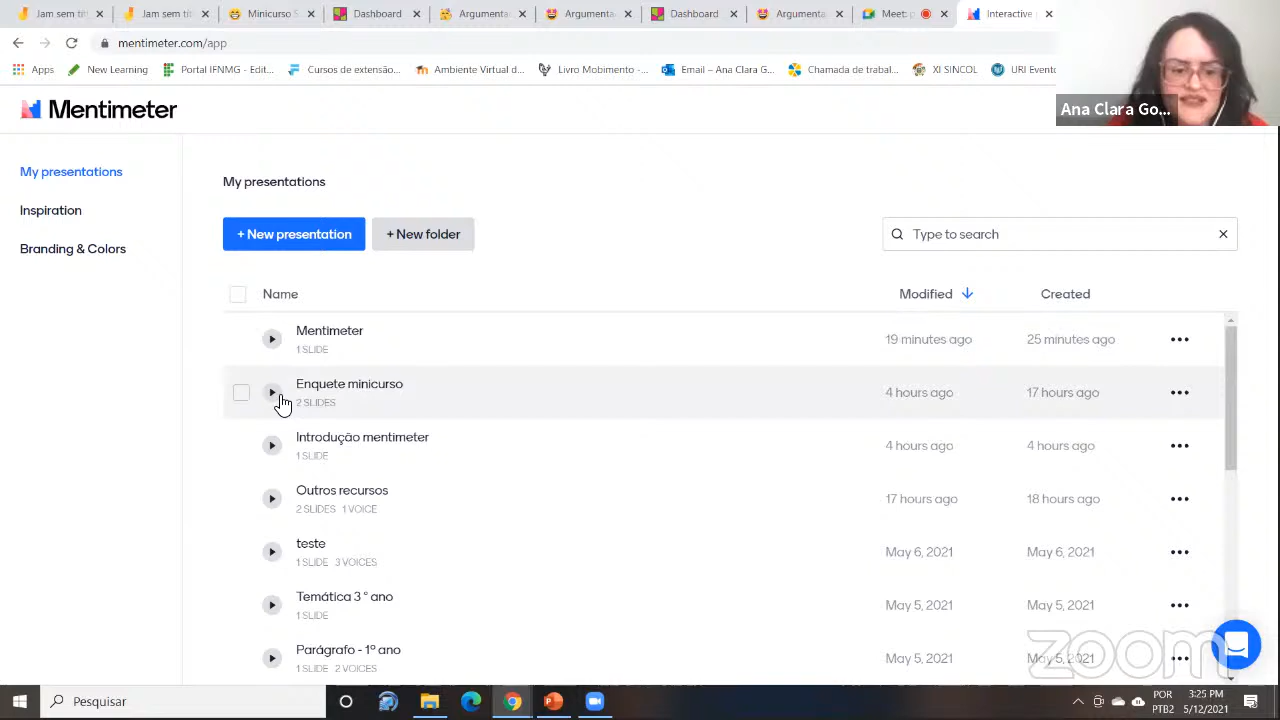 Jam sem tít
Jam sem tít
Minicurso S
Dashboard
Argumenta
Argumenta
Dashboard
Argumenta
Meet: p
Interactive
mentimeter.com/app
Apps
New Learning
Portal IFNMG - Edit...
Cursos de extensão...
Ambiente Virtual d...
Livro Mobimento -...
Email – Ana Clara G...
Chamada de trabal...
XI SINCOL
URI Evento
Ana Clara Go...
Mentimeter
My presentations
Inspiration
Branding & Colors
My presentations
+ New presentation
+ New folder
Type to search
Name Modified Created
Mentimeter
1 SLIDE
19 minutes ago 25 minutes ago
Enquete minicurso
2 SLIDES
4 hours ago 17 hours ago
Introdução mentimeter
1 SLIDE
4 hours ago 4 hours ago
Outros recursos
2 SLIDES 1 VOICE
17 hours ago 18 hours ago
teste
1 SLIDE 3 VOICES
May 6, 2021 May 6, 2021
Temática 3 ° ano
1 SLIDE
May 5, 2021 May 5, 2021
Parágrafo - 1º ano
1 SLIDE 2 VOICES
May 5, 2021 May 5, 2021
zoom
Pesquisar
POR
PTB2
3:25 PM
5/12/2021